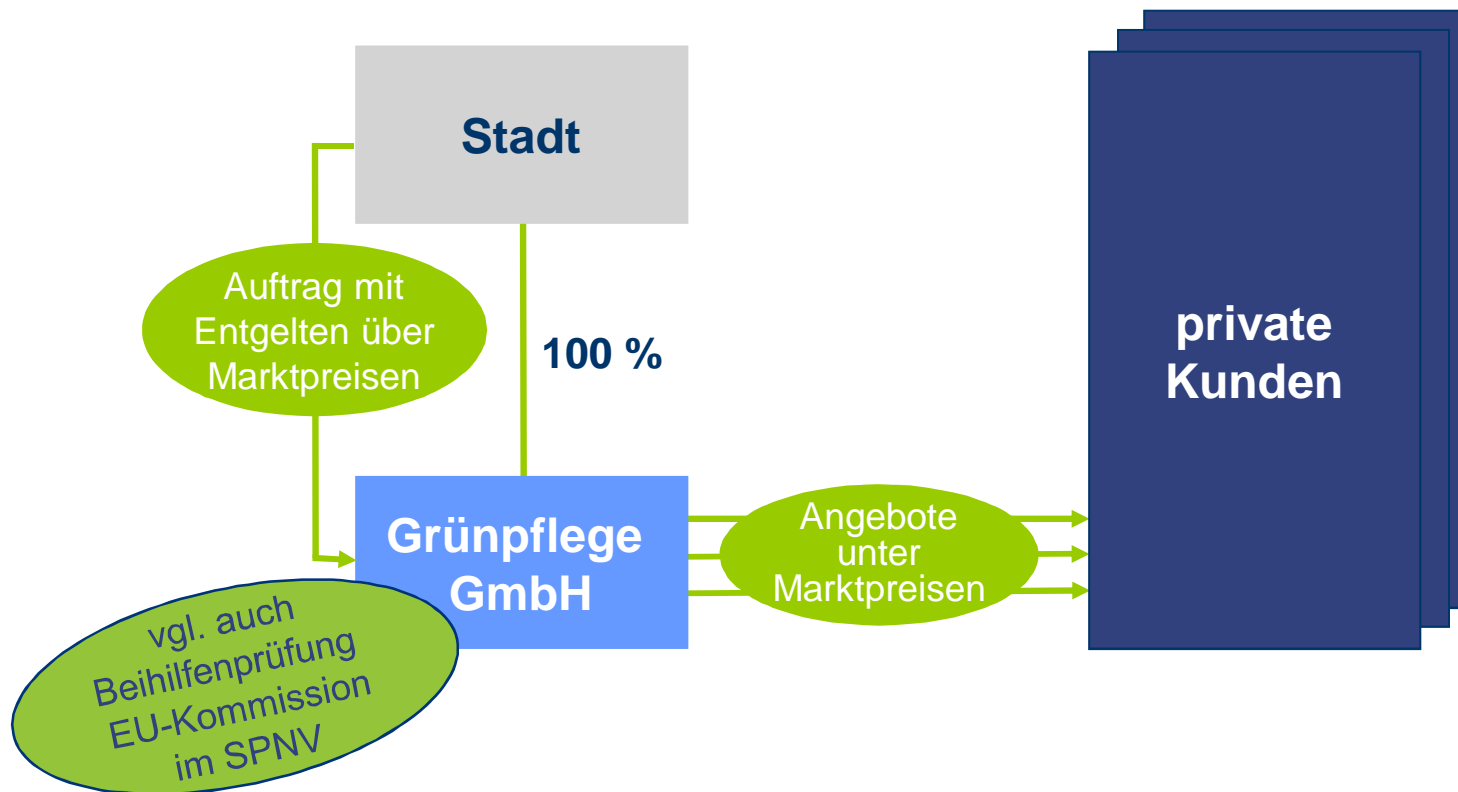 Stadt
Auftrag mit
Entgelten über
Marktpreisen
100 %
private
Kunden
Grünpflege
GmbH
Angebote
unter
Marktpreisen
vgl. auch
Beihilfenprüfung
EU-Kommission
im SPNV